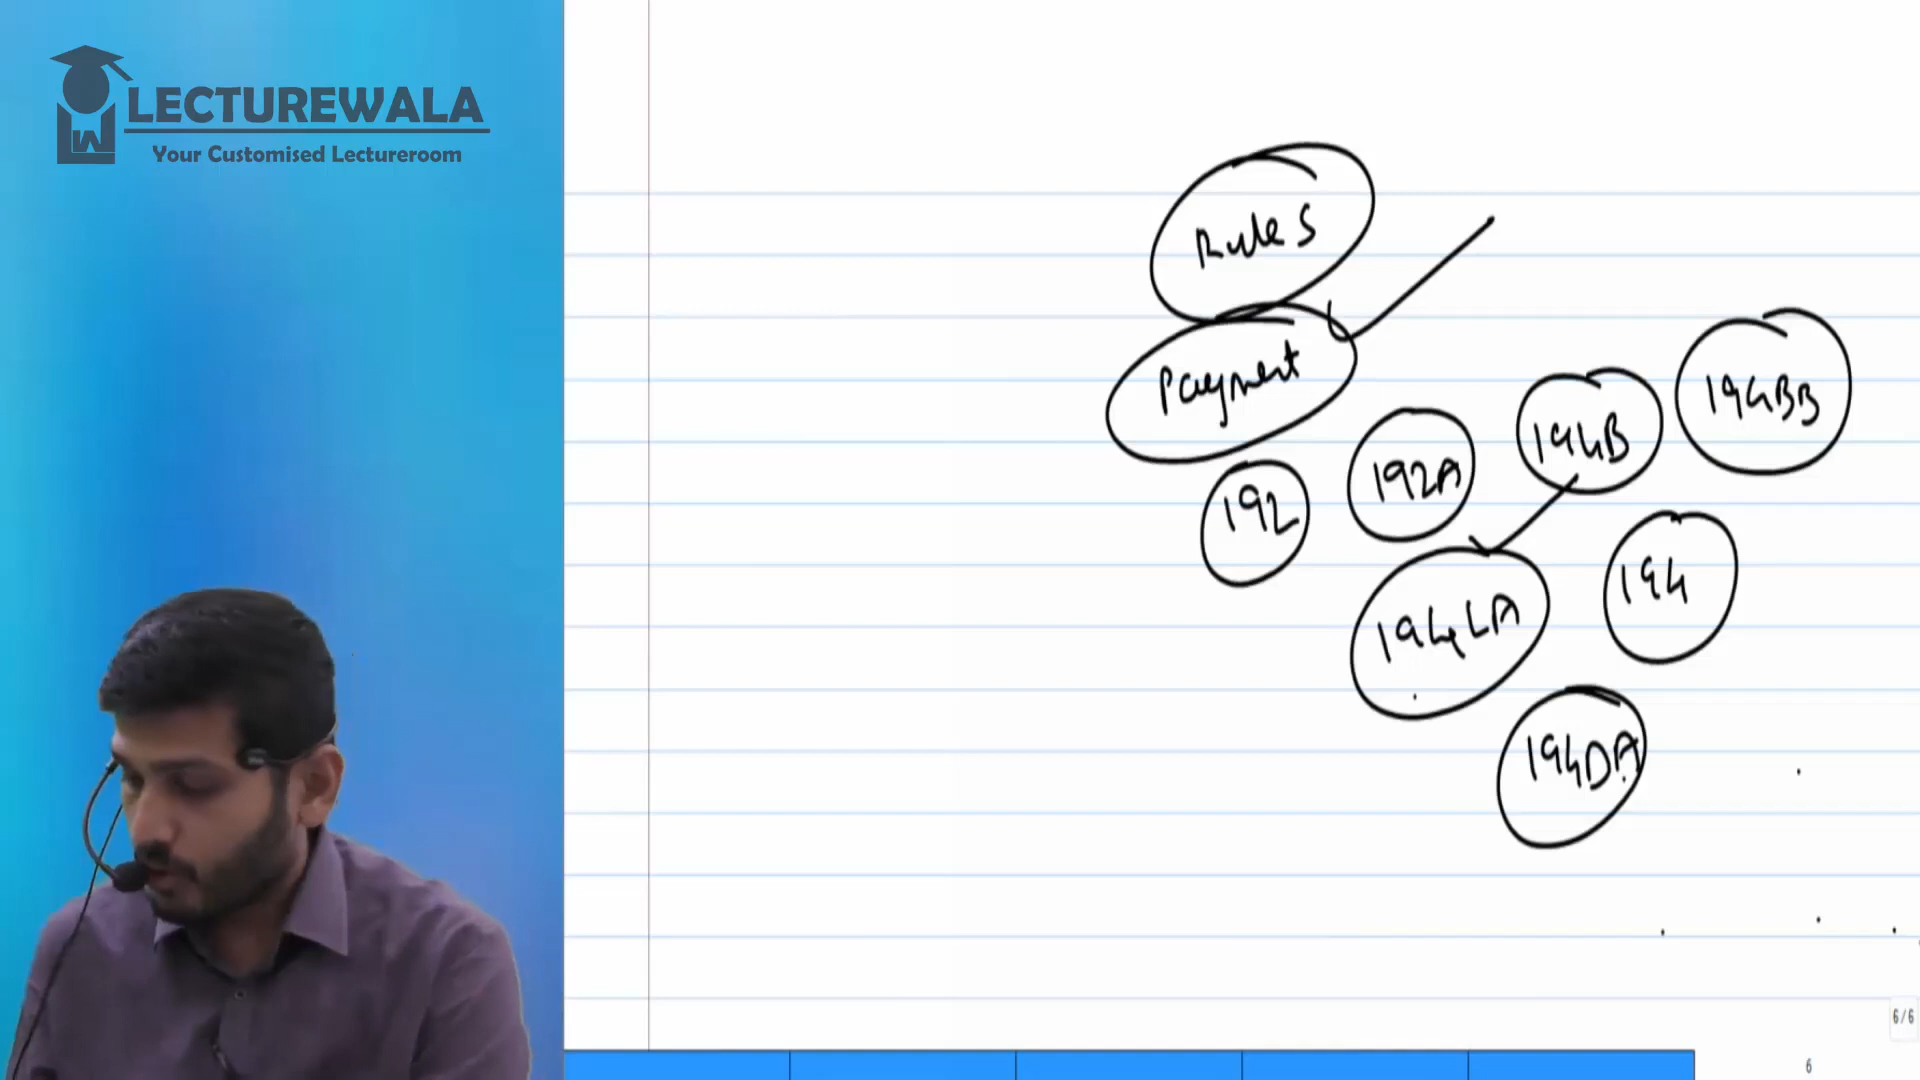 LECTUREWALA
Your Customised Lectureroom
Rules
Payment
192
192A
194B
194BB
194LA
194
194DA
6/6
6